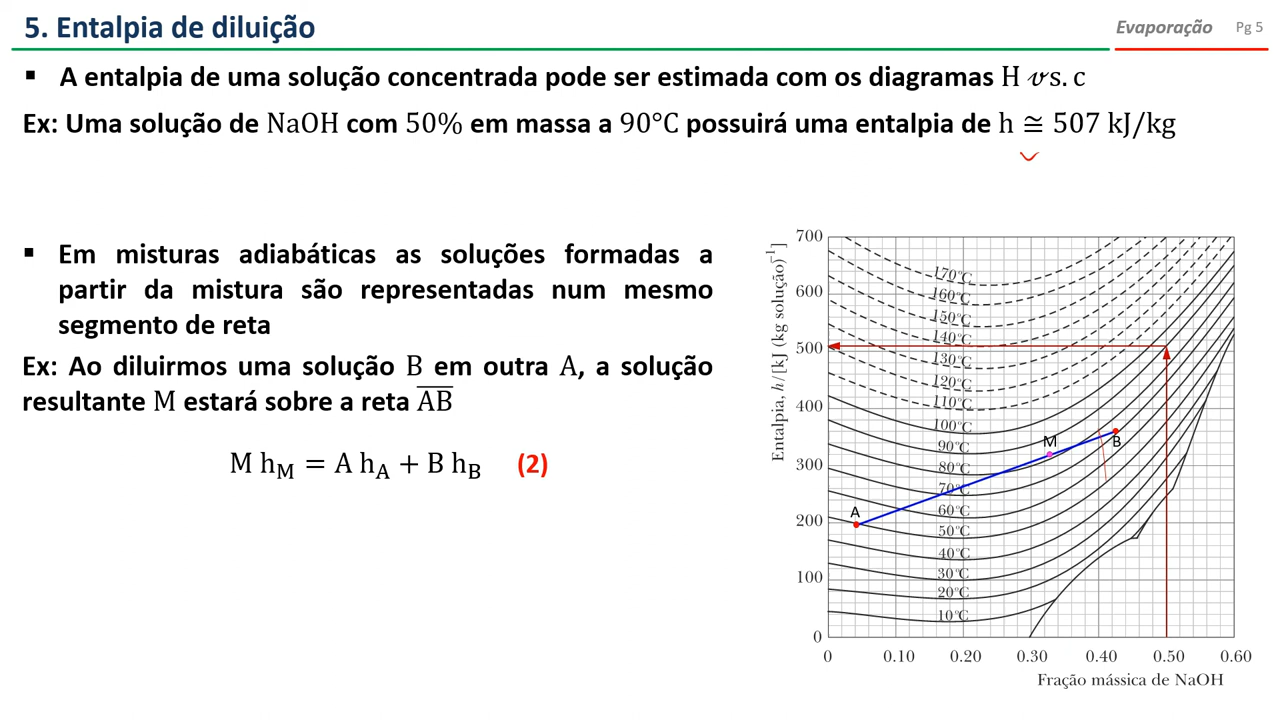 5. Entalpia de diluição
Evaporação Pg 5
▪ A entalpia de uma solução concentrada pode ser estimada com os diagramas H 𝓋s. c
Ex: Uma solução de NaOH com 50% em massa a 90°C possuirá uma entalpia de h ≅ 507 kJ/kg
▪ Em misturas adiabáticas as soluções formadas a
partir da mistura são representadas num mesmo
segmento de reta
Ex: Ao diluirmos uma solução B em outra A, a solução
resultante M estará sobre a reta A̅B̅
M h_M = A h_A + B h_B (2)
Entalpia, h/[kJ (kg solução)⁻¹]
700
600
500
400
300
200
100
0
170°C
160°C
150°C
140°C
130°C
120°C
110°C
100°C
90°C
80°C
70°C
60°C
50°C
40°C
30°C
20°C
10°C
A
M
B
0 0.10 0.20 0.30 0.40 0.50 0.60
Fração mássica de NaOH